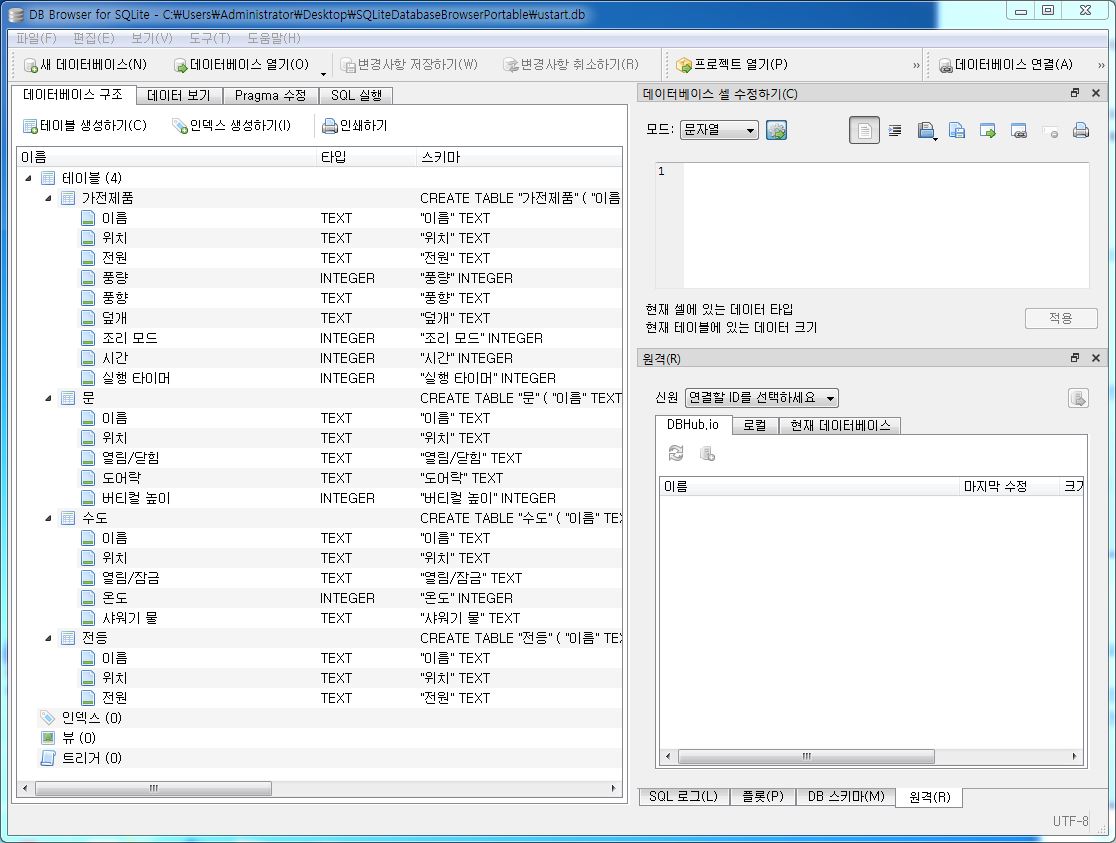 DB Browser for SQLite - C:₩Users₩Administrator₩Desktop₩SQLiteDatabaseBrowserPortable₩ustart.db
파일(F) 편집(E) 보기(V) 도구(T) 도움말(H)
새 데이터베이스(N) 데이터베이스 열기(O) 변경사항 저장하기(W) 변경사항 취소하기(R) 프로젝트 열기(P) » 데이터베이스 연결(A) »
데이터베이스 구조 데이터 보기 Pragma 수정 SQL 실행
테이블 생성하기(C) 인덱스 생성하기(I) 인쇄하기
이름 타입 스키마
테이블 (4)
가전제품 CREATE TABLE "가전제품" ( "이름
이름 TEXT "이름" TEXT
위치 TEXT "위치" TEXT
전원 TEXT "전원" TEXT
풍량 INTEGER "풍량" INTEGER
풍향 TEXT "풍향" TEXT
덮개 TEXT "덮개" TEXT
조리 모드 INTEGER "조리 모드" INTEGER
시간 INTEGER "시간" INTEGER
실행 타이머 INTEGER "실행 타이머" INTEGER
문 CREATE TABLE "문" ( "이름" TEXT
이름 TEXT "이름" TEXT
위치 TEXT "위치" TEXT
열림/닫힘 TEXT "열림/닫힘" TEXT
도어락 TEXT "도어락" TEXT
버티컬 높이 INTEGER "버티컬 높이" INTEGER
수도 CREATE TABLE "수도" ( "이름" TEX
이름 TEXT "이름" TEXT
위치 TEXT "위치" TEXT
열림/잠금 TEXT "열림/잠금" TEXT
온도 INTEGER "온도" INTEGER
샤워기 물 TEXT "샤워기 물" TEXT
전등 CREATE TABLE "전등" ( "이름" TEX
이름 TEXT "이름" TEXT
위치 TEXT "위치" TEXT
전원 TEXT "전원" TEXT
인덱스 (0)
뷰 (0)
트리거 (0)
데이터베이스 셀 수정하기(C)
모드: 문자열
1
현재 셀에 있는 데이터 타입
현재 테이블에 있는 데이터 크기
적용
원격(R)
신원 연결할 ID를 선택하세요
DBHub.io 로컬 현재 데이터베이스
이름 마지막 수정 크기
SQL 로그(L) 플롯(P) DB 스키마(M) 원격(R)
UTF-8